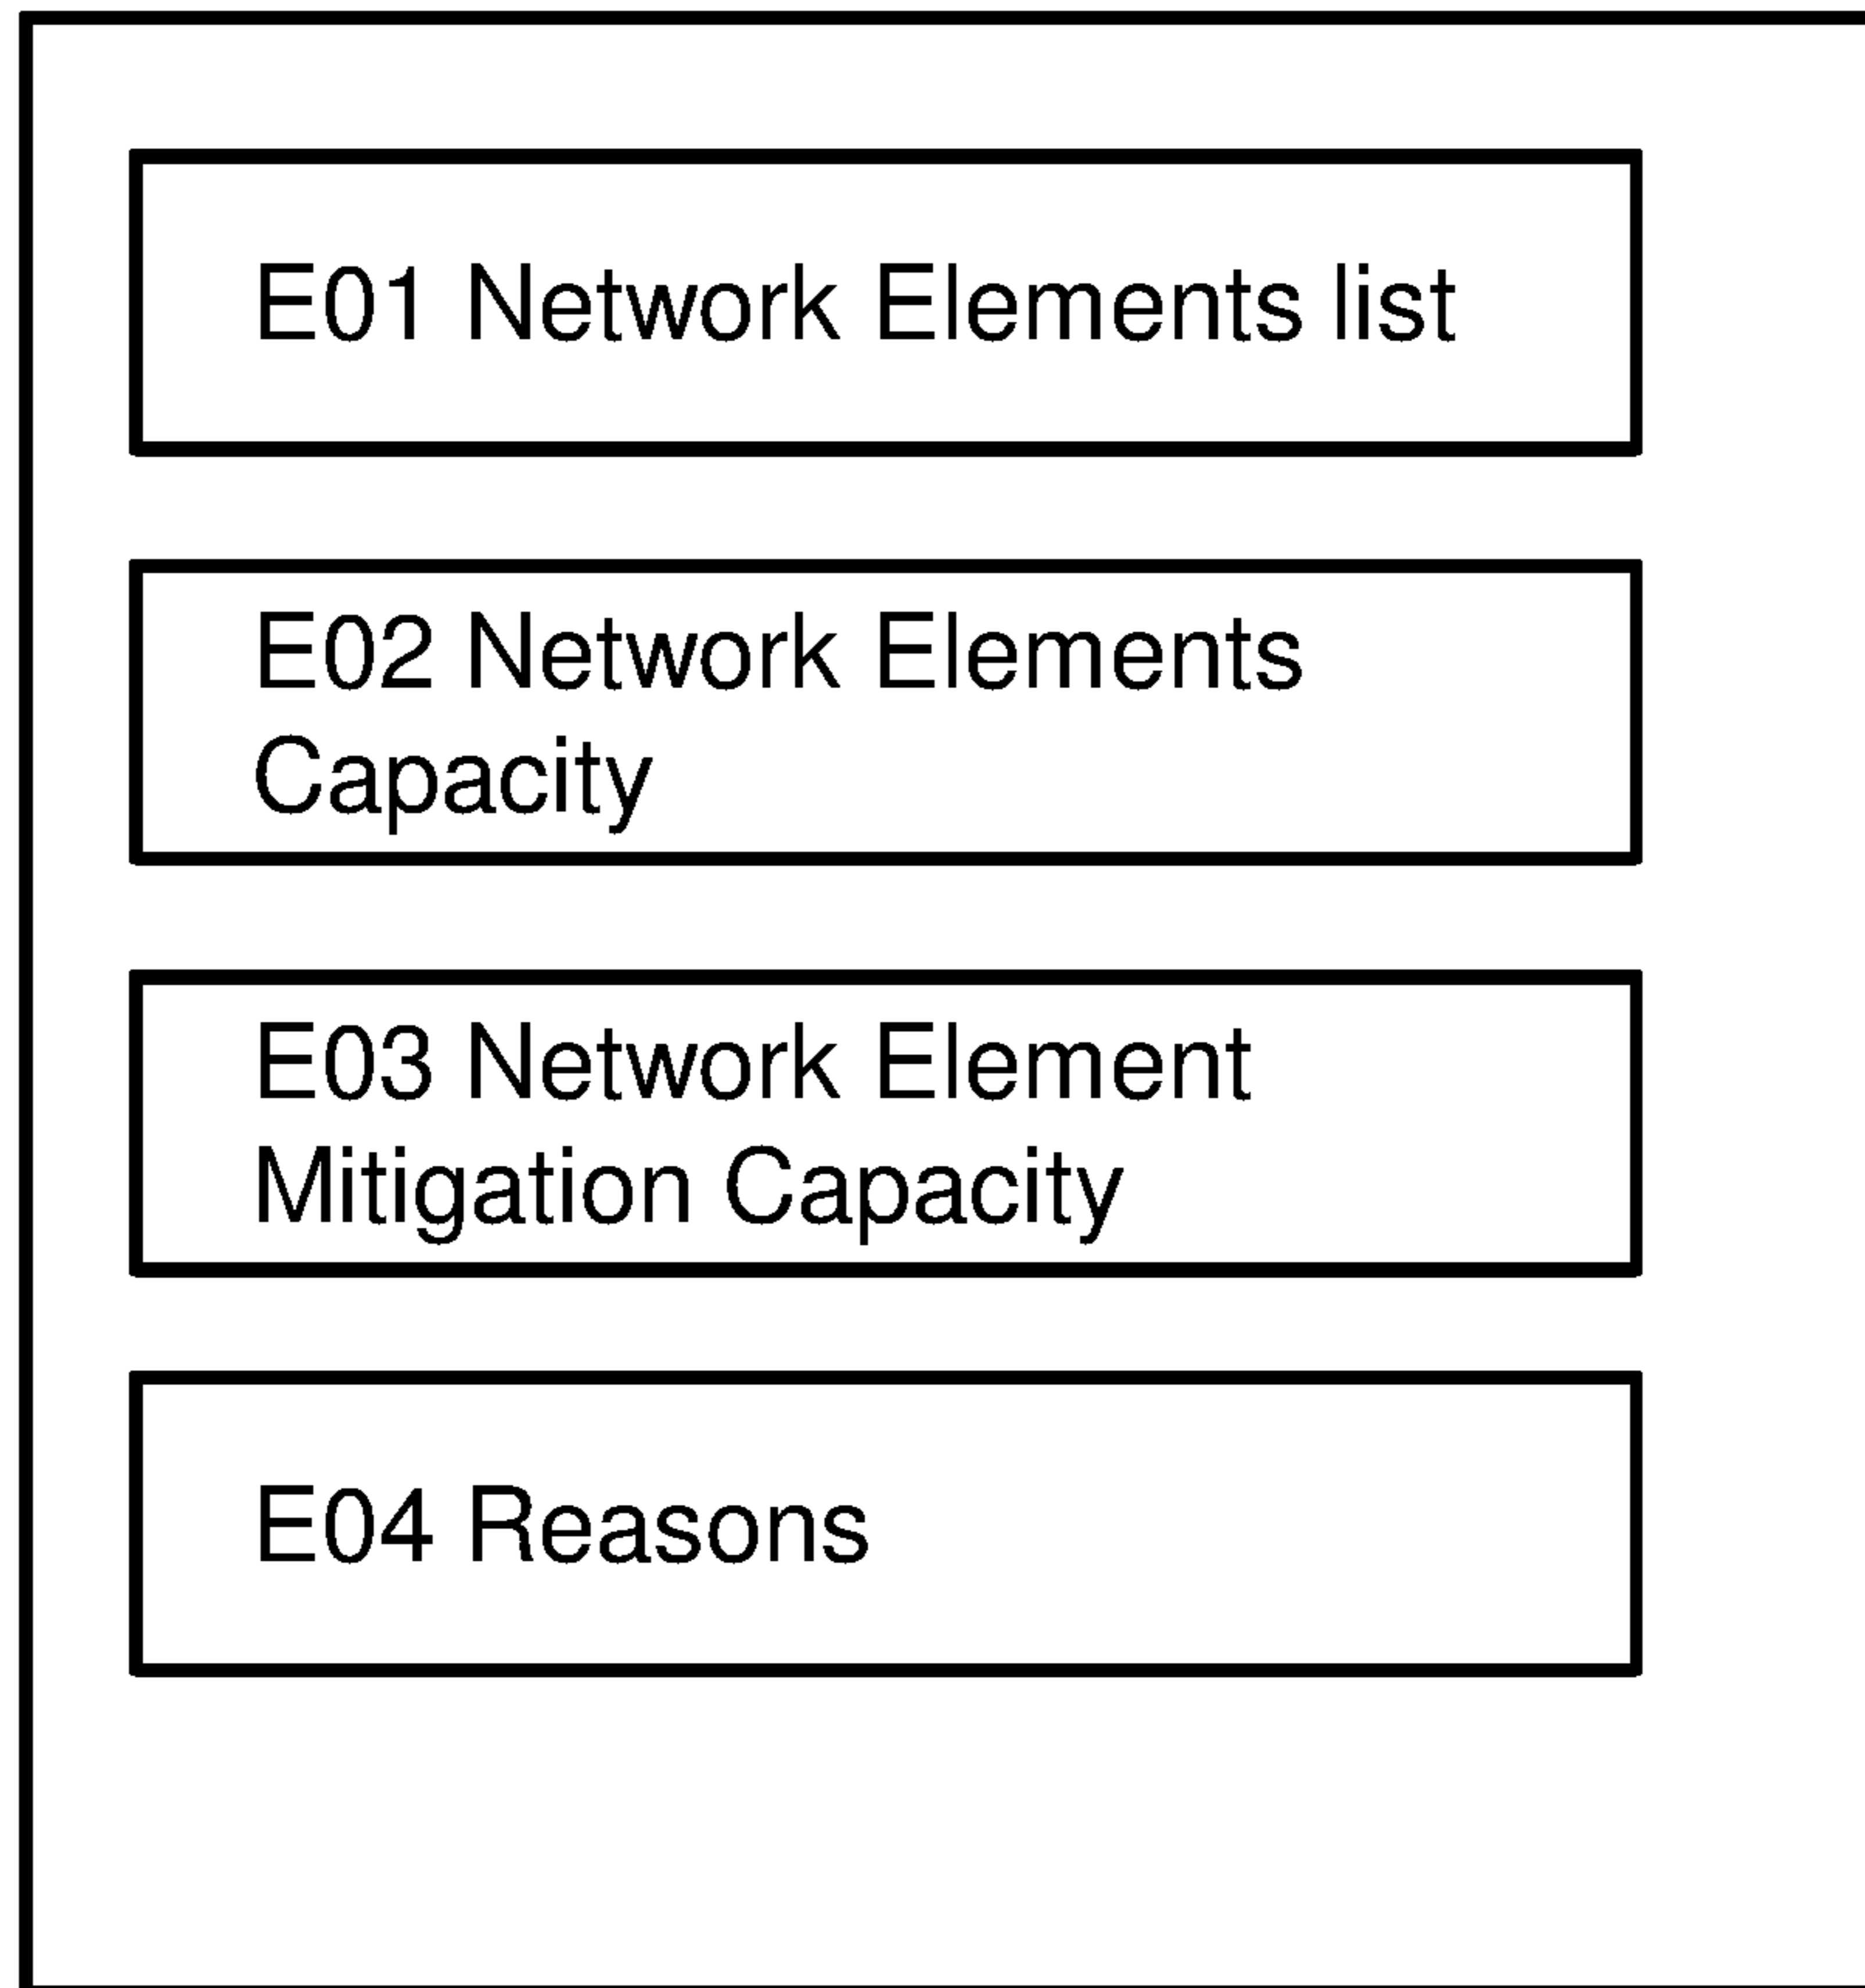 E01 Network Elements list
E02 Network Elements
Capacity
E03 Network Element
Mitigation Capacity
E04 Reasons